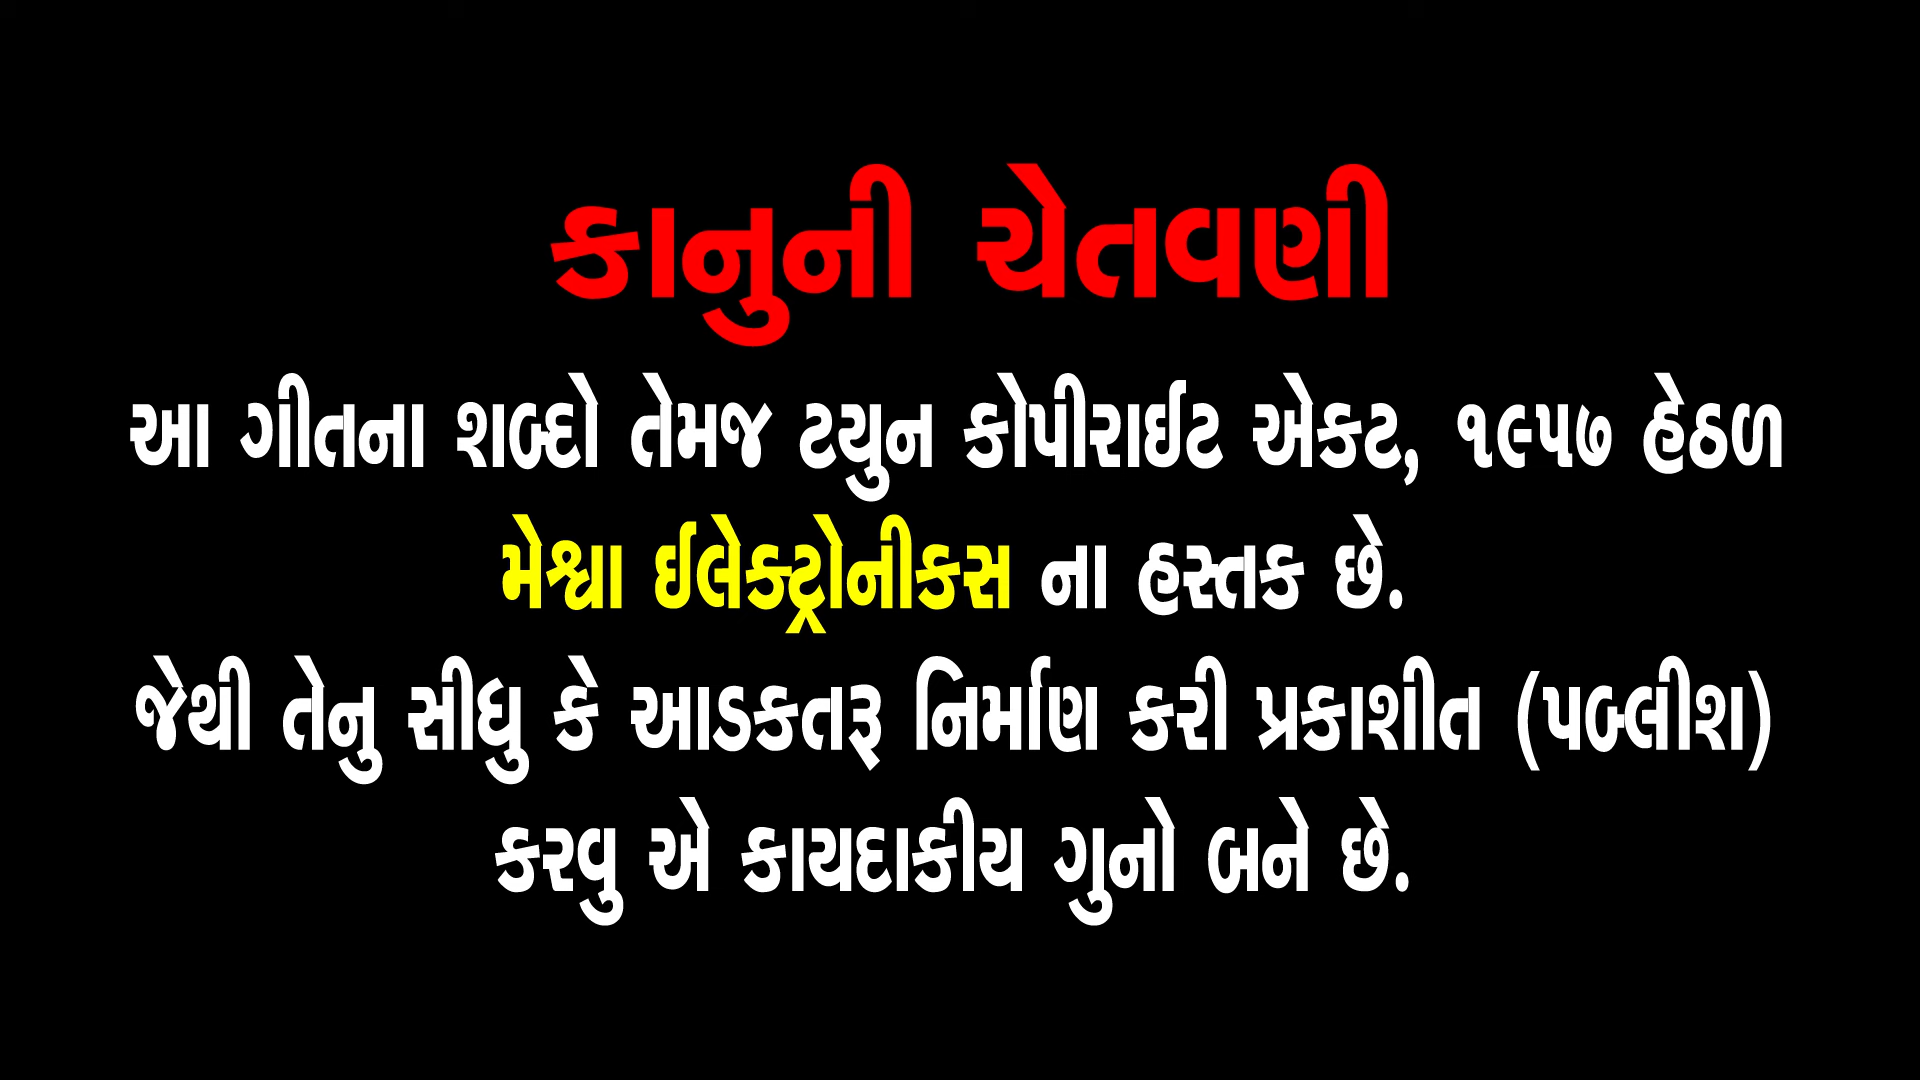 કાનુની ચેતવણી
આ ગીતના શબ્દો તેમજ ટયુન કોપીરાઈટ એકટ, ૧૯૫૭ હેઠળ
મેશ્વા ઈલેક્ટ્રોનીકસ ના હસ્તક છે.
જેથી તેનુ સીધુ કે આડકતરૂ નિર્માણ કરી પ્રકાશીત (પબ્લીશ)
કરવુ એ કાયદાકીય ગુનો બને છે.